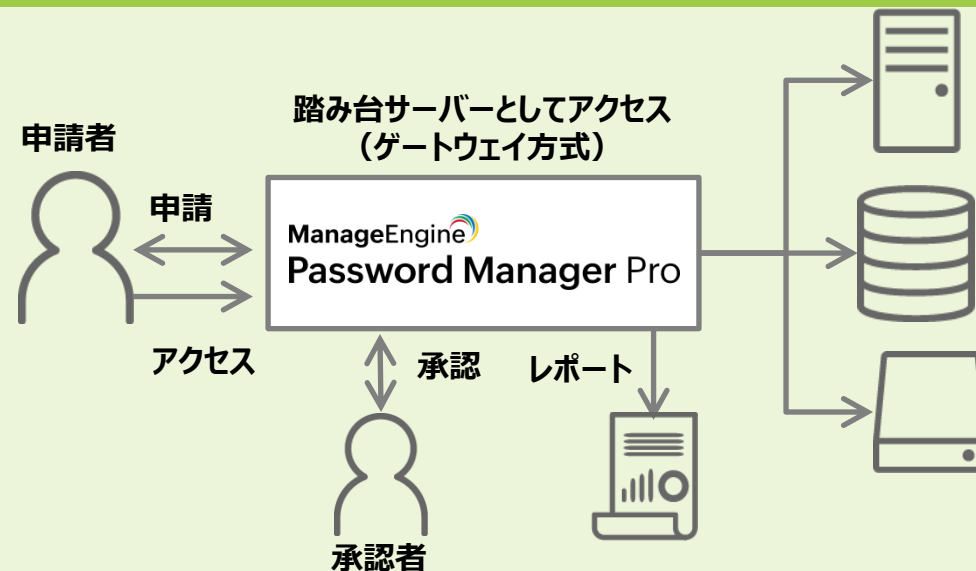 踏み台サーバーとしてアクセス
（ゲートウェイ方式）
申請者
申請
ManageEngine
Password Manager Pro
アクセス
承認
レポート
承認者